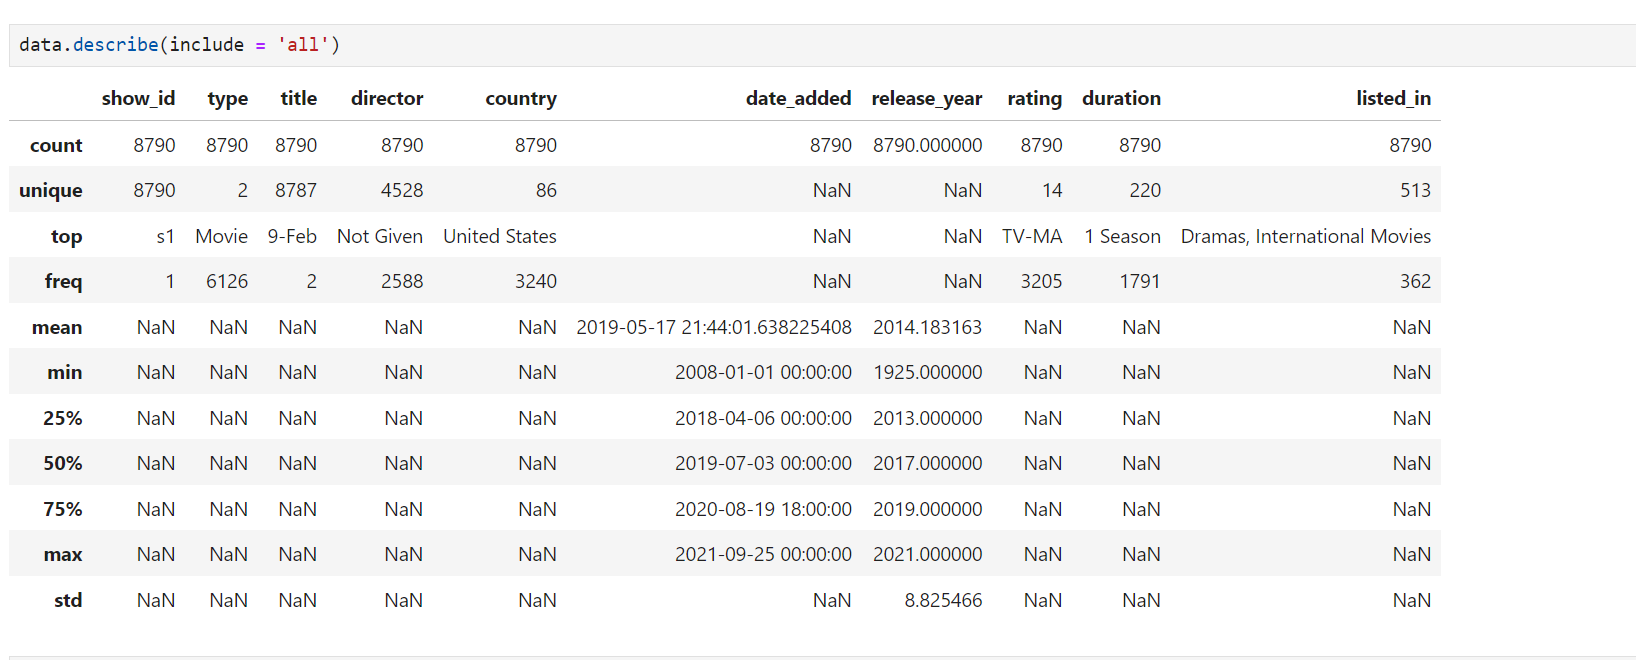 data.describe(include = 'all')
show_id type title director country date_added release_year rating duration listed_in
count 8790 8790 8790 8790 8790 8790 8790.000000 8790 8790 8790
unique 8790 2 8787 4528 86 NaN NaN 14 220 513
top s1 Movie 9-Feb Not Given United States NaN NaN TV-MA 1 Season Dramas, International Movies
freq 1 6126 2 2588 3240 NaN NaN 3205 1791 362
mean NaN NaN NaN NaN NaN 2019-05-17 21:44:01.638225408 2014.183163 NaN NaN NaN
min NaN NaN NaN NaN NaN 2008-01-01 00:00:00 1925.000000 NaN NaN NaN
25% NaN NaN NaN NaN NaN 2018-04-06 00:00:00 2013.000000 NaN NaN NaN
50% NaN NaN NaN NaN NaN 2019-07-03 00:00:00 2017.000000 NaN NaN NaN
75% NaN NaN NaN NaN NaN 2020-08-19 18:00:00 2019.000000 NaN NaN NaN
max NaN NaN NaN NaN NaN 2021-09-25 00:00:00 2021.000000 NaN NaN NaN
std NaN NaN NaN NaN NaN NaN 8.825466 NaN NaN NaN